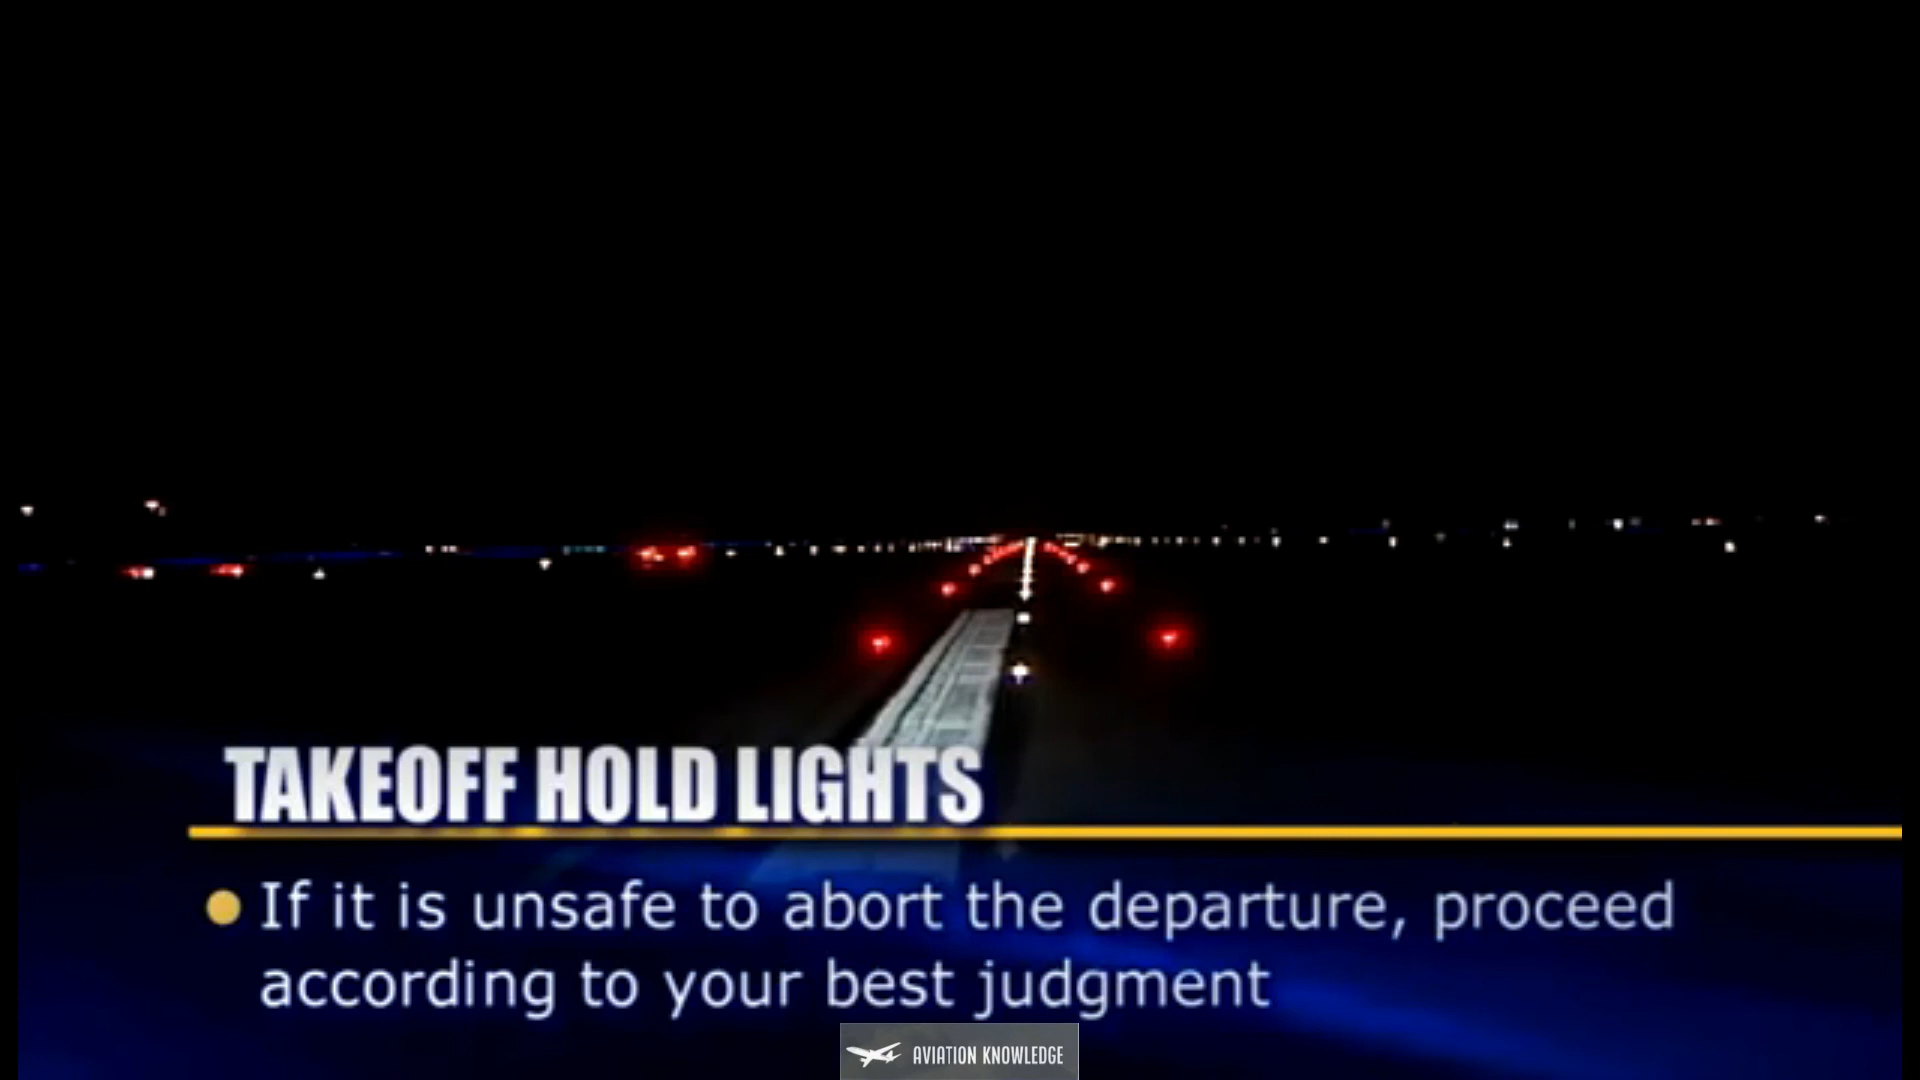 TAKEOFF HOLD LIGHTS
If it is unsafe to abort the departure, proceed
according to your best judgment
AVIATION KNOWLEDGE